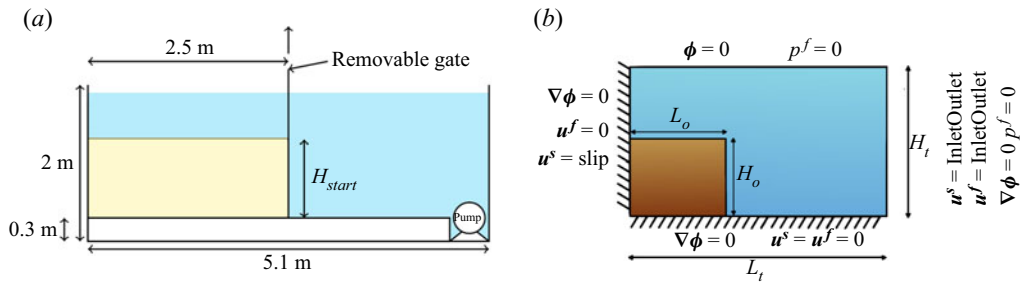 (a)
2.5 m
Removable gate
2 m
H_start
0.3 m
Pump
5.1 m
(b)
ϕ = 0 p^f = 0
∇ϕ = 0
u^f = 0
u^s = slip
L_o
H_o
H_t
u^s = InletOutlet
u^f = InletOutlet
∇ϕ = 0 p^f = 0
∇ϕ = 0 u^s = u^f = 0
L_t